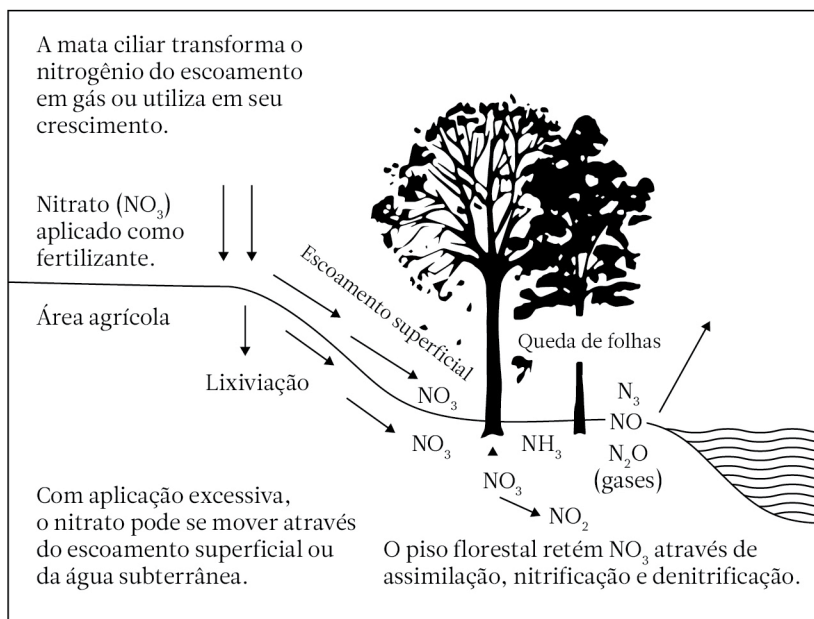 A mata ciliar transforma o
nitrogênio do escoamento
em gás ou utiliza em seu
crescimento.
Nitrato (NO₃)
aplicado como
fertilizante.
Escoamento superficial
Área agrícola
Lixiviação
Queda de folhas
NO₃
NO₃
NH₃
NO₃
NO₂
N₃
NO
N₂O
(gases)
Com aplicação excessiva,
o nitrato pode se mover através
do escoamento superficial ou
da água subterrânea.
O piso florestal retém NO₃ através de
assimilação, nitrificação e denitrificação.